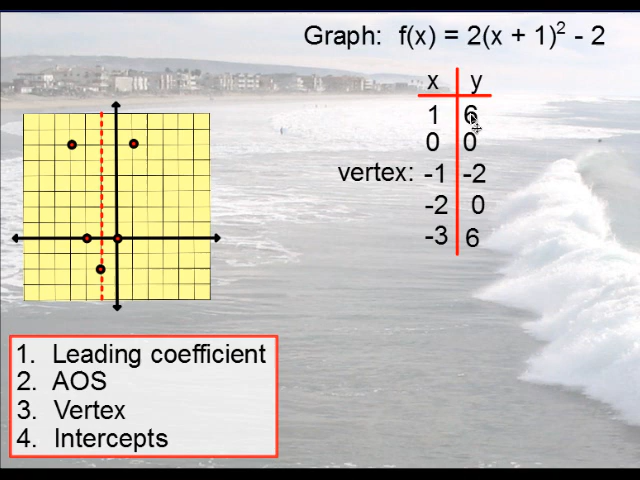 Graph: f(x) = 2(x + 1)² - 2
x y
1 6
0 0
vertex: -1 -2
-2 0
-3 6
1. Leading coefficient
2. AOS
3. Vertex
4. Intercepts